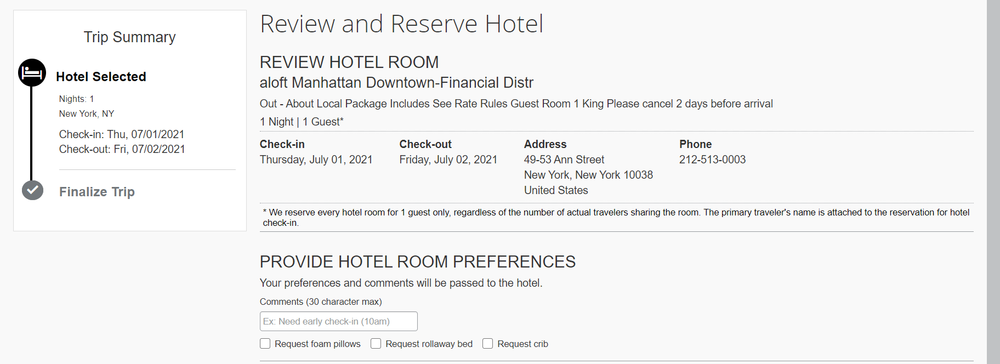 Trip Summary
Hotel Selected
Nights: 1
New York, NY
Check-in: Thu, 07/01/2021
Check-out: Fri, 07/02/2021
Finalize Trip
Review and Reserve Hotel
REVIEW HOTEL ROOM
aloft Manhattan Downtown-Financial Distr
Out - About Local Package Includes See Rate Rules Guest Room 1 King Please cancel 2 days before arrival
1 Night | 1 Guest*
Check-in Check-out Address Phone
Thursday, July 01, 2021 Friday, July 02, 2021 49-53 Ann Street 212-513-0003
New York, New York 10038
United States
* We reserve every hotel room for 1 guest only, regardless of the number of actual travelers sharing the room. The primary traveler's name is attached to the reservation for hotel
check-in.
PROVIDE HOTEL ROOM PREFERENCES
Your preferences and comments will be passed to the hotel.
Comments (30 character max)
Ex: Need early check-in (10am)
Request foam pillows Request rollaway bed Request crib